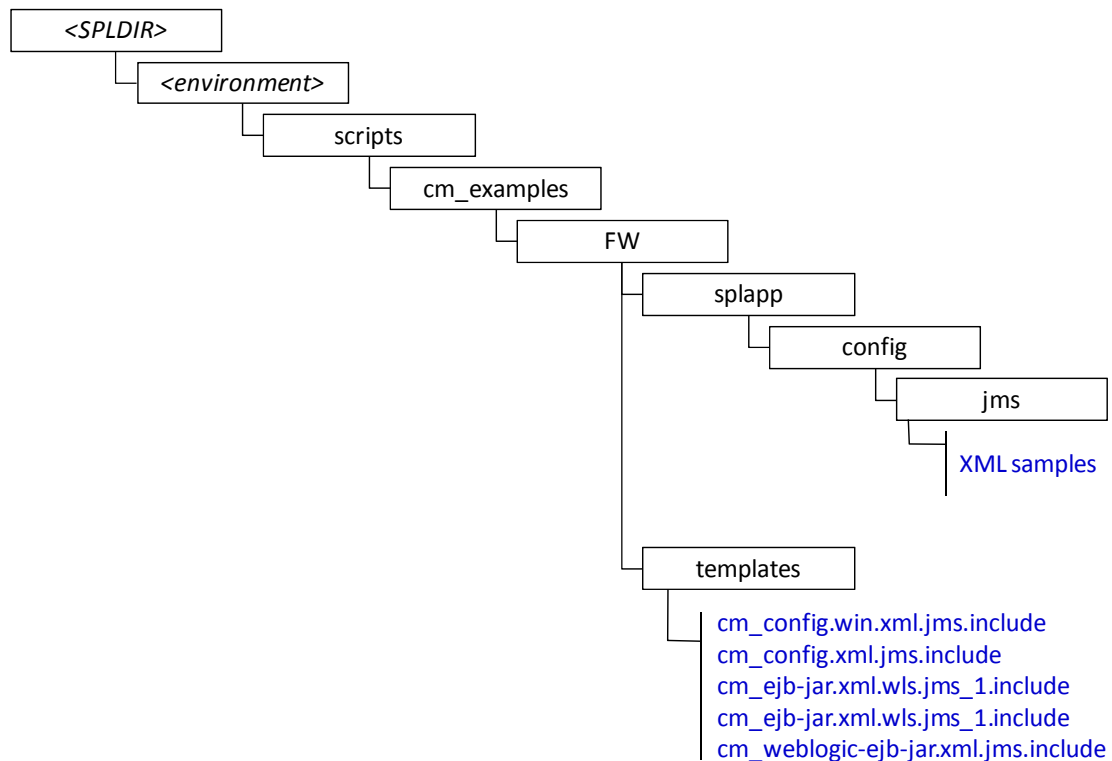 <SPLDIR>
<environment>
scripts
cm_examples
FW
splapp
config
jms
XML samples
templates
cm_config.win.xml.jms.include
cm_config.xml.jms.include
cm_ejb-jar.xml.wls.jms_1.include
cm_ejb-jar.xml.wls.jms_1.include
cm_weblogic-ejb-jar.xml.jms.include